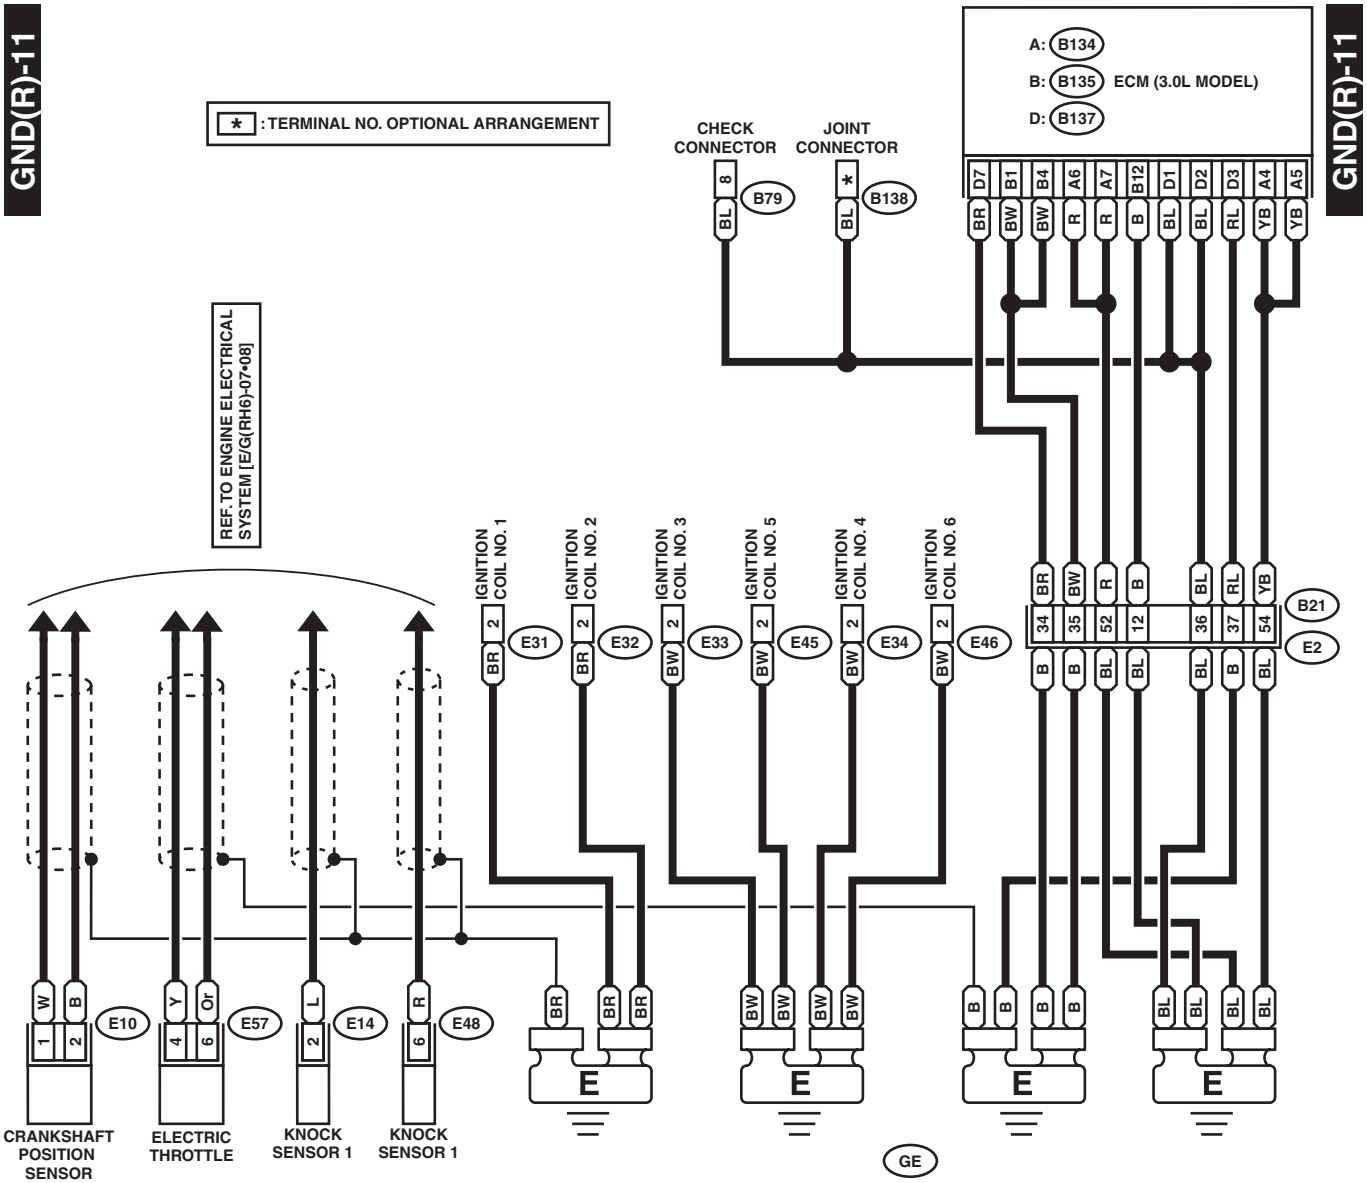 GND(R)-11
GND(R)-11
A: B134
B: B135 ECM (3.0L MODEL)
D: B137
* : TERMINAL NO. OPTIONAL ARRANGEMENT
CHECK
CONNECTOR
JOINT
CONNECTOR
8
B79
*
B138
D7 B1 B4 A6 A7 B12 D1 D2 D3 A4 A5
BL
BL
BR BW BW R R B BL BL RL YB YB
REF. TO ENGINE ELECTRICAL
SYSTEM [E/G(RH6)-07•08]
IGNITION
COIL NO. 1
IGNITION
COIL NO. 2
IGNITION
COIL NO. 3
IGNITION
COIL NO. 5
IGNITION
COIL NO. 4
IGNITION
COIL NO. 6
BR BW R B BL RL YB
B21
2 2 2 2 2 2
34 35 52 12 36 37 54
E31 E32 E33 E45 E34 E46
E2
BR BR BW BW BW BW
B B BL BL BL B BL
W B Y Or L R
BR BR BR BW BW BW BW B B B B BL BL BL BL
1 2 E10
4 6 E57
2 E14
6 E48
E E E E
CRANKSHAFT
POSITION
SENSOR
ELECTRIC
THROTTLE
KNOCK
SENSOR 1
KNOCK
SENSOR 1
GE